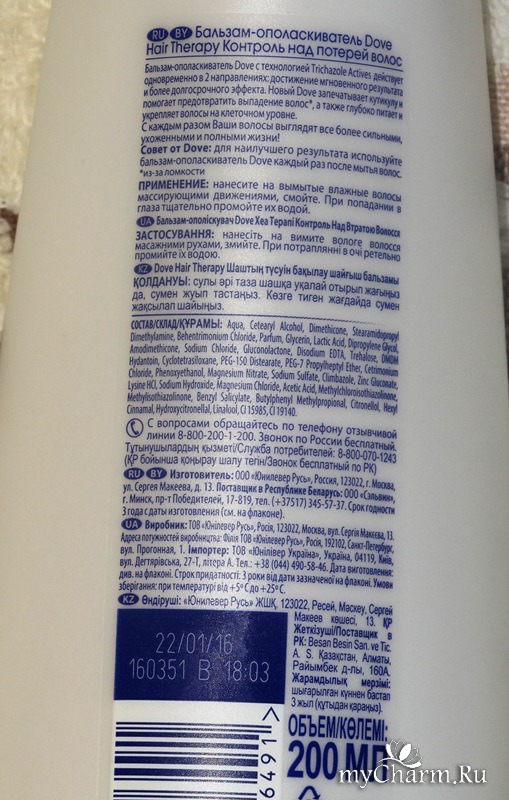 RU BY Бальзам-ополаскиватель Dove
Hair Therapy Контроль над потерей волос
Бальзам-ополаскиватель Dove с технологией Trichazole Actives действует
одновременно в 2 направлениях: достижение мгновенного результата
и более долгосрочного эффекта. Новый Dove запечатывает кутикулу и
помогает предотвратить выпадение волос*, а также глубоко питает и
укрепляет волосы на клеточном уровне.
С каждым разом Ваши волосы выглядят все более сильными,
ухоженными и полными жизни!
Совет от Dove: для наилучшего результата используйте
бальзам-ополаскиватель Dove каждый раз после мытья волос.
*из-за ломкости
ПРИМЕНЕНИЕ: нанесите на вымытые влажные волосы
массирующими движениями, смойте. При попадании в
глаза тщательно промойте их водой.
UA Бальзам-ополіскувач Dove Хеа Терапі Контроль Над Втратою Волосся
ЗАСТОСУВАННЯ: нанесіть на вимите вологе волосся
масажними рухами, змийте. При потраплянні в очі ретельно
промийте їх водою.
KZ Dove Hair Therapy Шаштың түсуін бақылау шайғыш бальзамы
ҚОЛДАНУЫ: сулы әрі таза шашқа уқалай отырып жағыңыз
да, сумен жуып тастаңыз. Көзге тиген жағдайда сумен
жақсылап шайыңыз.
СОСТАВ/СКЛАД/ҚҰРАМЫ: Aqua, Cetearyl Alcohol, Dimethicone, Stearamidopropyl
Dimethylamine, Behentrimonium Chloride, Parfum, Glycerin, Lactic Acid, Dipropylene Glycol,
Amodimethicone, Sodium Chloride, Gluconolactone, Disodium EDTA, Trehalose, DMDM
Hydantoin, Cyclotetrasiloxane, PEG-150 Distearate, PEG-7 Propylheptyl Ether, Cetrimonium
Chloride, Phenoxyethanol, Magnesium Nitrate, Sodium Sulfate, Climbazole, Zinc Gluconate,
Lysine HCl, Sodium Hydroxide, Magnesium Chloride, Acetic Acid, Methylchloroisothiazolinone,
Methylisothiazolinone, Benzyl Salicylate, Butylphenyl Methylpropional, Citronellol, Hexyl
Cinnamal, Hydroxycitronellal, Linalool, CI 15985, CI 19140.
С вопросами обращайтесь по телефону отзывчивой
линии 8-800-200-1-200. Звонок по России бесплатный.
Тұтынушылардың қызметі/Служба потребителей: 8-800-070-1243
(ҚР бойынша қоңырау шалу тегін/Звонок бесплатный по РК)
RU BY Изготовитель: ООО «Юнилевер Русь», Россия, 123022, г. Москва,
ул. Сергея Макеева, д. 13. Поставщик в Республике Беларусь: ООО «Сэльвин»,
г. Минск, пр-т Победителей, 17-819, тел. (+37517) 345-57-37. Срок годности
3 года с даты изготовления (см. на флаконе).
UA Виробник: ТОВ «Юнілевер Русь», Росія, 123022, Москва, вул. Сергія Макеєва, 13.
Адреса потужностей виробництва: Філія ТОВ «Юнілевер Русь», Росія, 192102, Санкт-Петербург,
вул. Прогонная, 1. Імпортер: ТОВ «Юнілівер Україна», Україна, 04119, Київ,
вул. Дегтярівська, 27-Т, літера А. Тел.: +38 (044) 490-58-46. Дата виготовлення:
див. на флаконі. Строк придатності: 3 роки від дати зазначеної на флаконі. Умови
зберігання: при температурі від +5°С до +25°С.
KZ Өндіруші: «Юнилевер Русь» ЖШҚ, 123022, Ресей, Мәскеу, Сергей
Макеев көшесі, 13. ҚР
Жеткізуші/Поставщик в
РК: Besan Besin San. ve Tic.
A. S. Қазақстан, Алматы,
Райымбек д-лы, 160А.
Жарамдылық мерзімі:
шығарылған күннен бастап
3 жыл (құтыдан қараңыз).
22/01/16
160351 B 18:03
6491
ОБЪЕМ/КӨЛЕМІ:
200 МЛ
myCharm.Ru